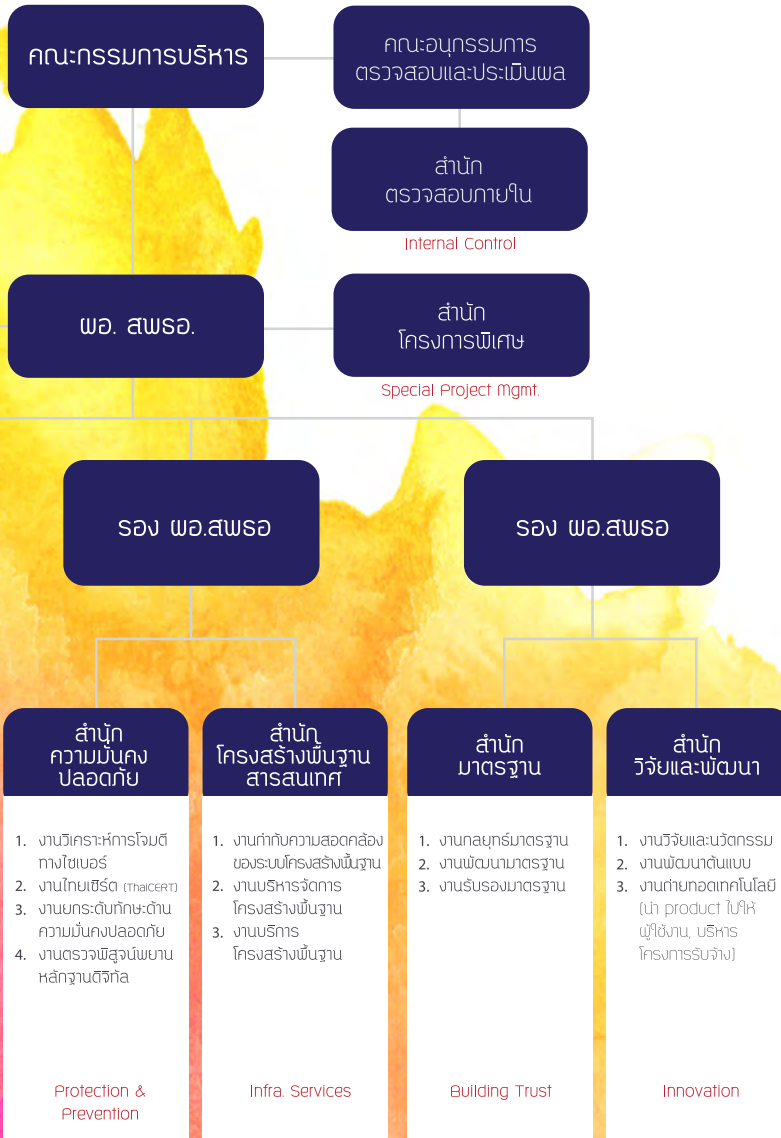 คณะกรรมการบริหาร
คณะอนุกรรมการ
ตรวจสอบและประเมินผล
สำนัก
ตรวจสอบภายใน
Internal Control
ผอ. สพธอ.
สำนัก
โครงการพิเศษ
Special Project Mgmt.
รอง ผอ.สพธอ
รอง ผอ.สพธอ
สำนัก
ความมั่นคง
ปลอดภัย
1. งานวิเคราะห์การโจมตี
ทางไซเบอร์
2. งานไทยเซิร์ต (ThaiCERT)
3. งานยกระดับทักษะด้าน
ความมั่นคงปลอดภัย
4. งานตรวจพิสูจน์พยาน
หลักฐานดิจิทัล
Protection &
Prevention
สำนัก
โครงสร้างพื้นฐาน
สารสนเทศ
1. งานกำกับความสอดคล้อง
ของระบบโครงสร้างพื้นฐาน
2. งานบริหารจัดการ
โครงสร้างพื้นฐาน
3. งานบริการ
โครงสร้างพื้นฐาน
Infra. Services
สำนัก
มาตรฐาน
1. งานกลยุทธ์มาตรฐาน
2. งานพัฒนามาตรฐาน
3. งานรับรองมาตรฐาน
Building Trust
สำนัก
วิจัยและพัฒนา
1. งานวิจัยและนวัตกรรม
2. งานพัฒนาต้นแบบ
3. งานถ่ายทอดเทคโนโลยี
(นำ product ไปให้
ผู้ใช้งาน, บริหาร
โครงการรับจ้าง)
Innovation